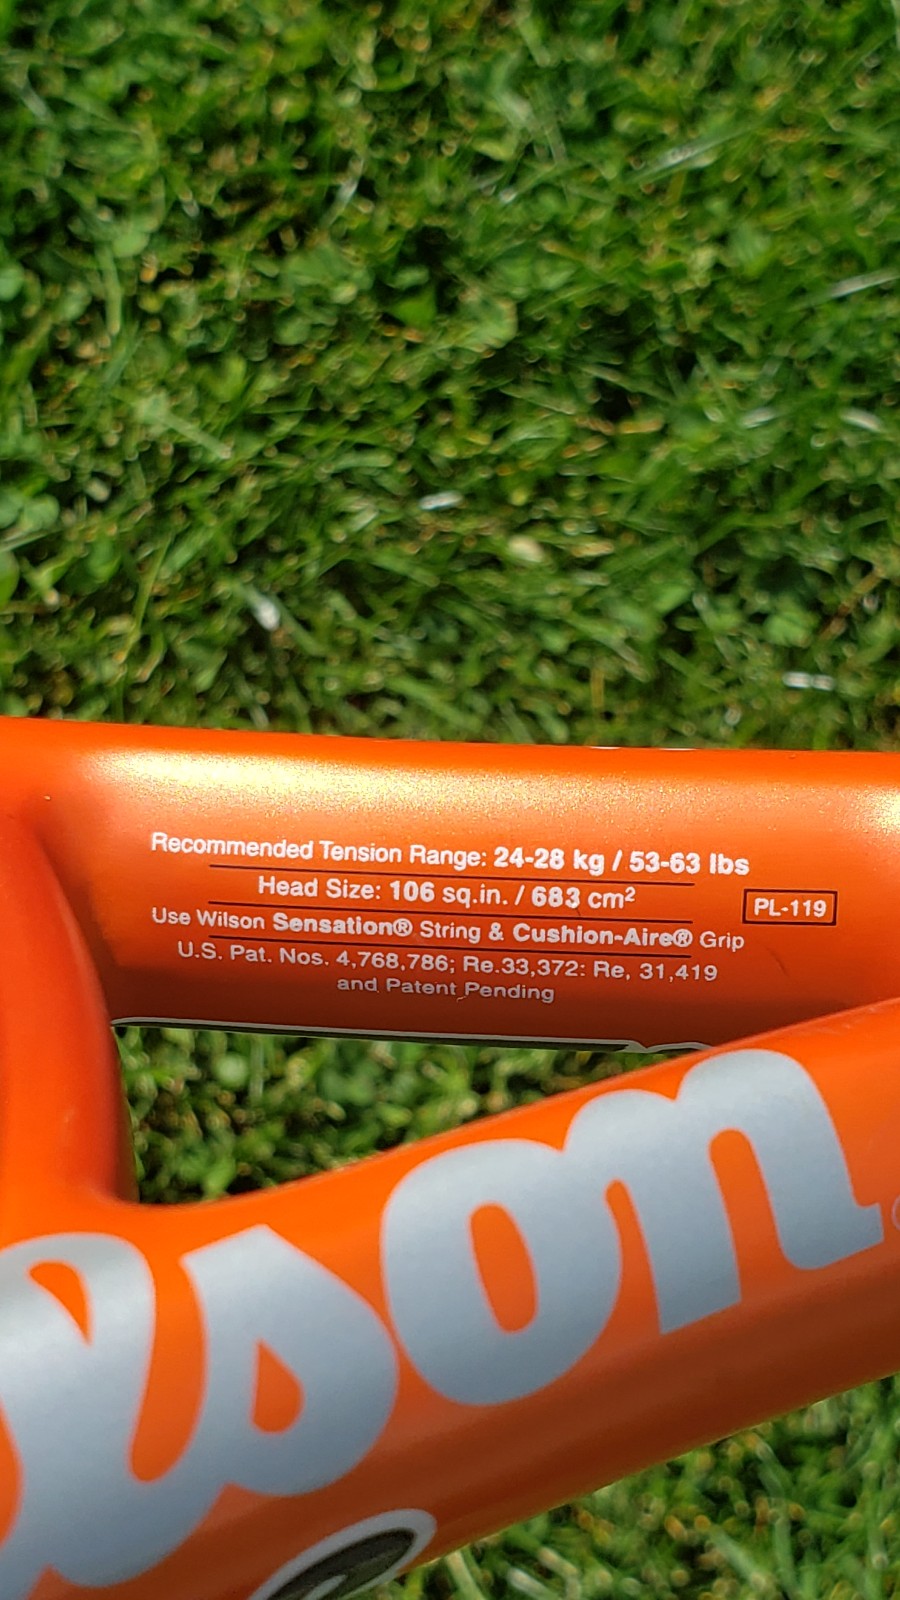 Recommended Tension Range: 24-28 kg / 53-63 lbs
Head Size: 106 sq.in. / 683 cm²
PL-119
Use Wilson Sensation® String & Cushion-Aire® Grip
U.S. Pat. Nos. 4,768,786; Re.33,372: Re, 31,419
and Patent Pending
lson